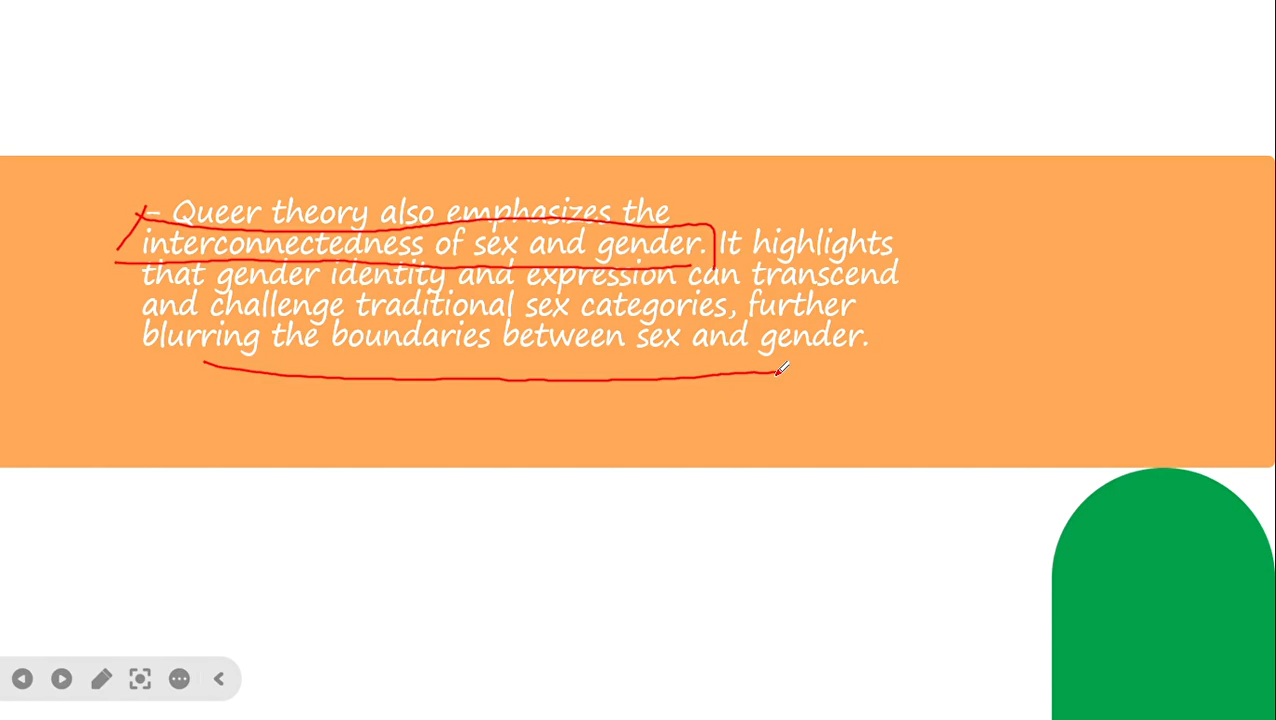 - Queer theory also emphasizes the
interconnectedness of sex and gender. It highlights
that gender identity and expression can transcend
and challenge traditional sex categories, further
blurring the boundaries between sex and gender.